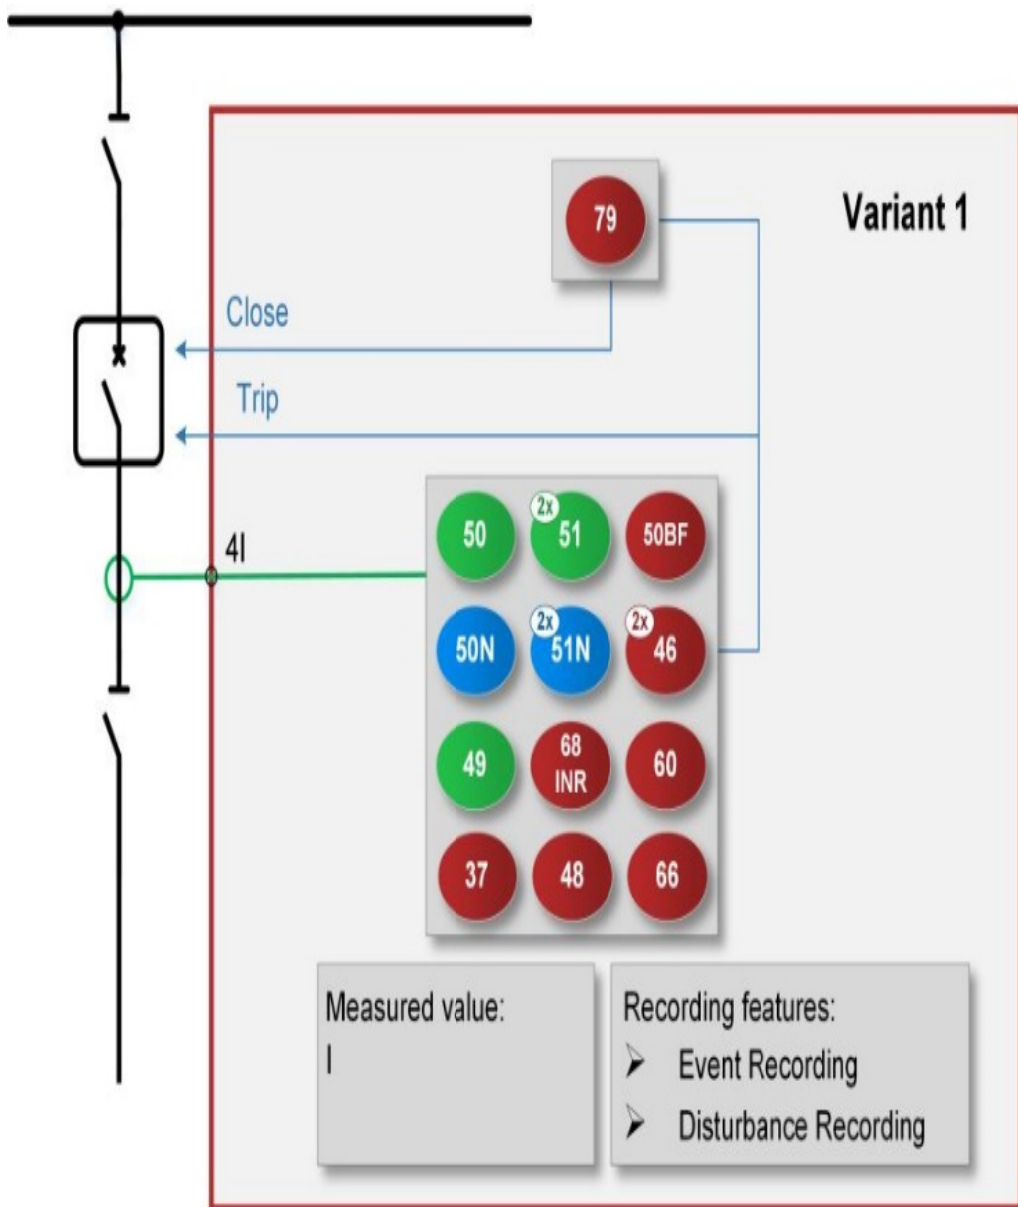 79
Variant 1
Close
Trip
4I
50
2x
51
50BF
50N
2x
51N
2x
46
49
68
INR
60
37
48
66
Measured value:
I
Recording features:
Event Recording
Disturbance Recording